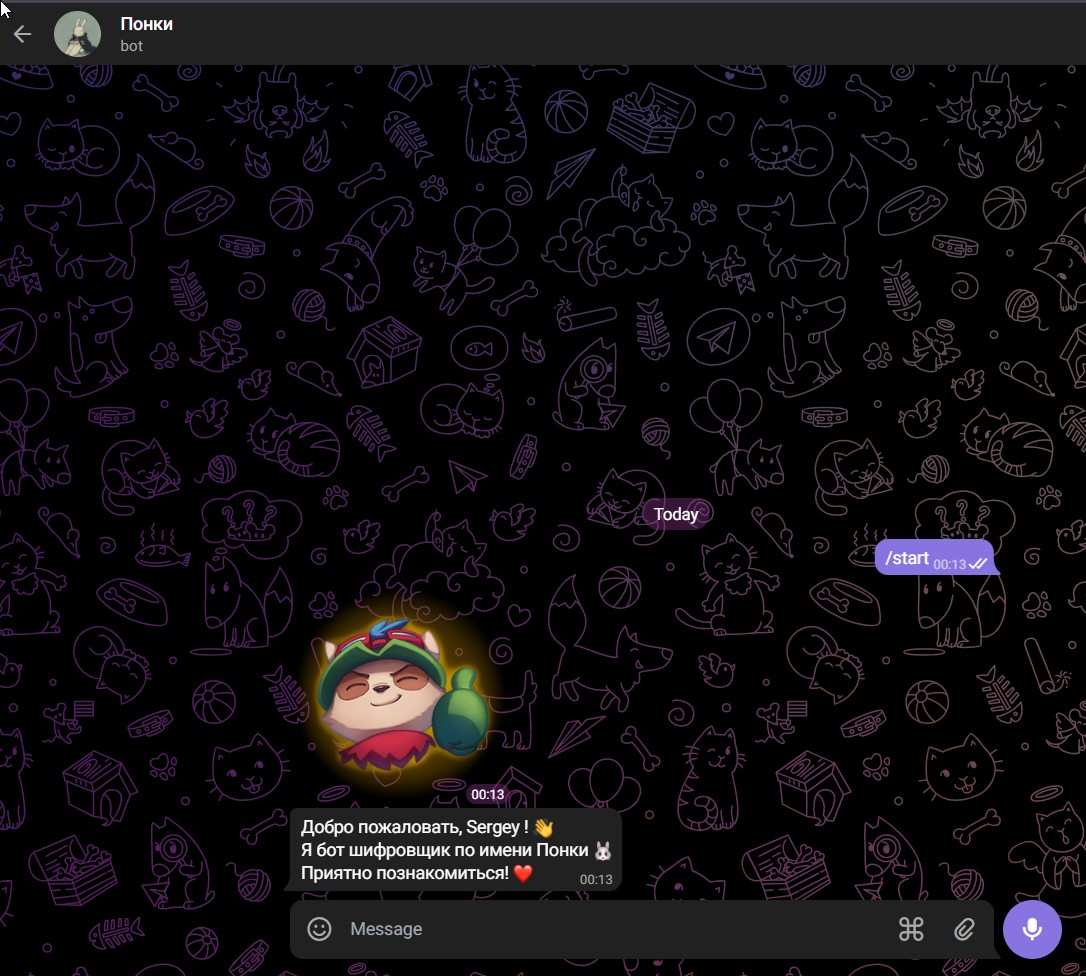 Понки
bot
Today
/start 00:13
00:13
Добро пожаловать, Sergey ! 👋
Я бот шифровщик по имени Понки 🐰
Приятно познакомиться! ❤️ 00:13
Message